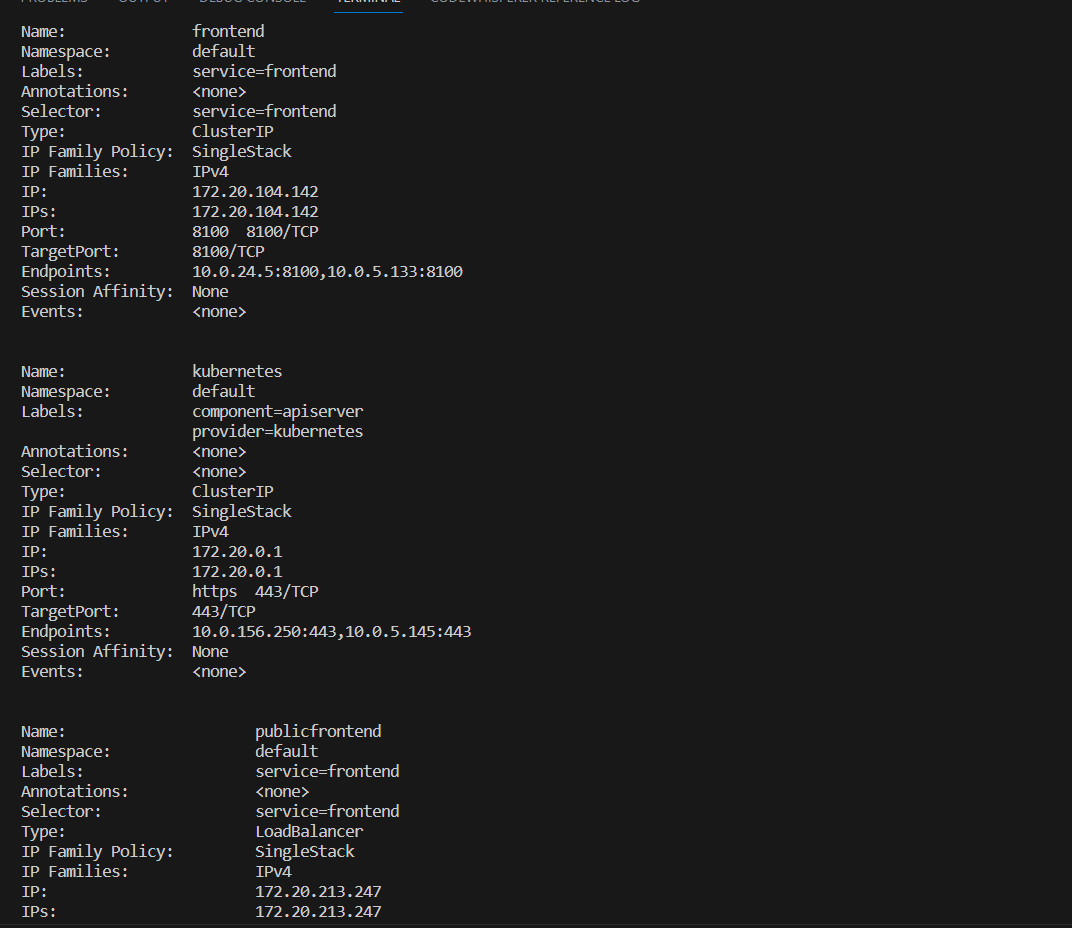 PROBLEMS OUTPUT DEBUG CONSOLE TERMINAL CODEWHISPERER REFERENCE LOG
Name: frontend
Namespace: default
Labels: service=frontend
Annotations: <none>
Selector: service=frontend
Type: ClusterIP
IP Family Policy: SingleStack
IP Families: IPv4
IP: 172.20.104.142
IPs: 172.20.104.142
Port: 8100 8100/TCP
TargetPort: 8100/TCP
Endpoints: 10.0.24.5:8100,10.0.5.133:8100
Session Affinity: None
Events: <none>
Name: kubernetes
Namespace: default
Labels: component=apiserver
provider=kubernetes
Annotations: <none>
Selector: <none>
Type: ClusterIP
IP Family Policy: SingleStack
IP Families: IPv4
IP: 172.20.0.1
IPs: 172.20.0.1
Port: https 443/TCP
TargetPort: 443/TCP
Endpoints: 10.0.156.250:443,10.0.5.145:443
Session Affinity: None
Events: <none>
Name: publicfrontend
Namespace: default
Labels: service=frontend
Annotations: <none>
Selector: service=frontend
Type: LoadBalancer
IP Family Policy: SingleStack
IP Families: IPv4
IP: 172.20.213.247
IPs: 172.20.213.247